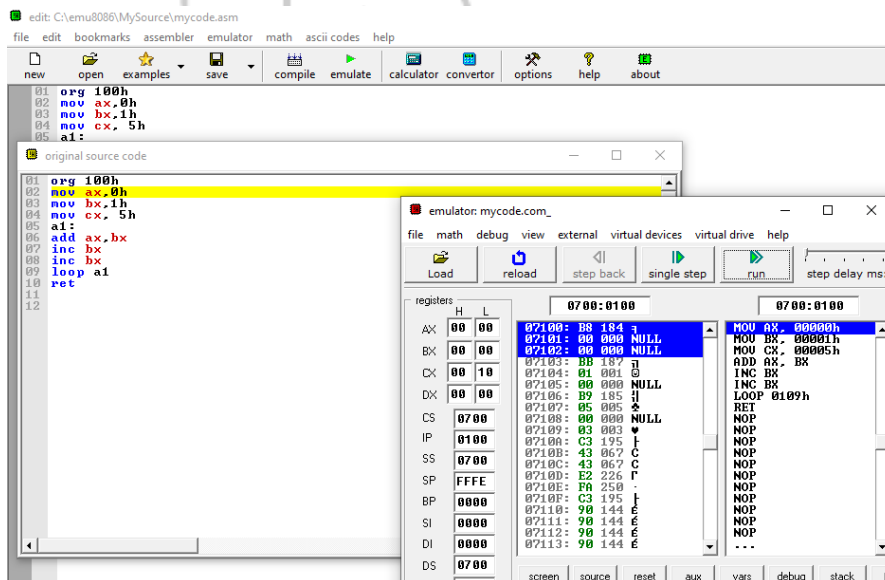 edit: C:\emu8086\MySource\mycode.asm
file edit bookmarks assembler emulator math ascii codes help
new open examples save compile emulate calculator convertor options help about
01 org 100h
02 mov ax,0h
03 mov bx,1h
04 mov cx, 5h
05 a1:
original source code
01 org 100h
02 mov ax,0h
03 mov bx,1h
04 mov cx, 5h
05 a1:
06 add ax,bx
07 inc bx
08 inc bx
09 loop a1
10 ret
11
12
emulator: mycode.com_
file math debug view external virtual devices virtual drive help
Load reload step back single step run step delay ms:
registers
H L
AX 00 00
BX 00 00
CX 00 10
DX 00 00
CS 0700
IP 0100
SS 0700
SP FFFE
BP 0000
SI 0000
DI 0000
DS 0700
0700:0100
07100: B8 184 ╕
07101: 00 000 NULL
07102: 00 000 NULL
07103: BB 187 ╗
07104: 01 001 ☺
07105: 00 000 NULL
07106: B9 185 ╣
07107: 05 005 ♣
07108: 00 000 NULL
07109: 03 003 ♥
0710A: C3 195 ├
0710B: 43 067 C
0710C: 43 067 C
0710D: E2 226 Γ
0710E: FA 250 ·
0710F: C3 195 ├
07110: 90 144 É
07111: 90 144 É
07112: 90 144 É
07113: 90 144 É
0700:0100
MOV AX, 00000h
MOV BX, 00001h
MOV CX, 00005h
ADD AX, BX
INC BX
INC BX
LOOP 0109h
RET
NOP
NOP
NOP
NOP
NOP
NOP
NOP
NOP
NOP
NOP
NOP
...
screen source reset aux vars debug stack